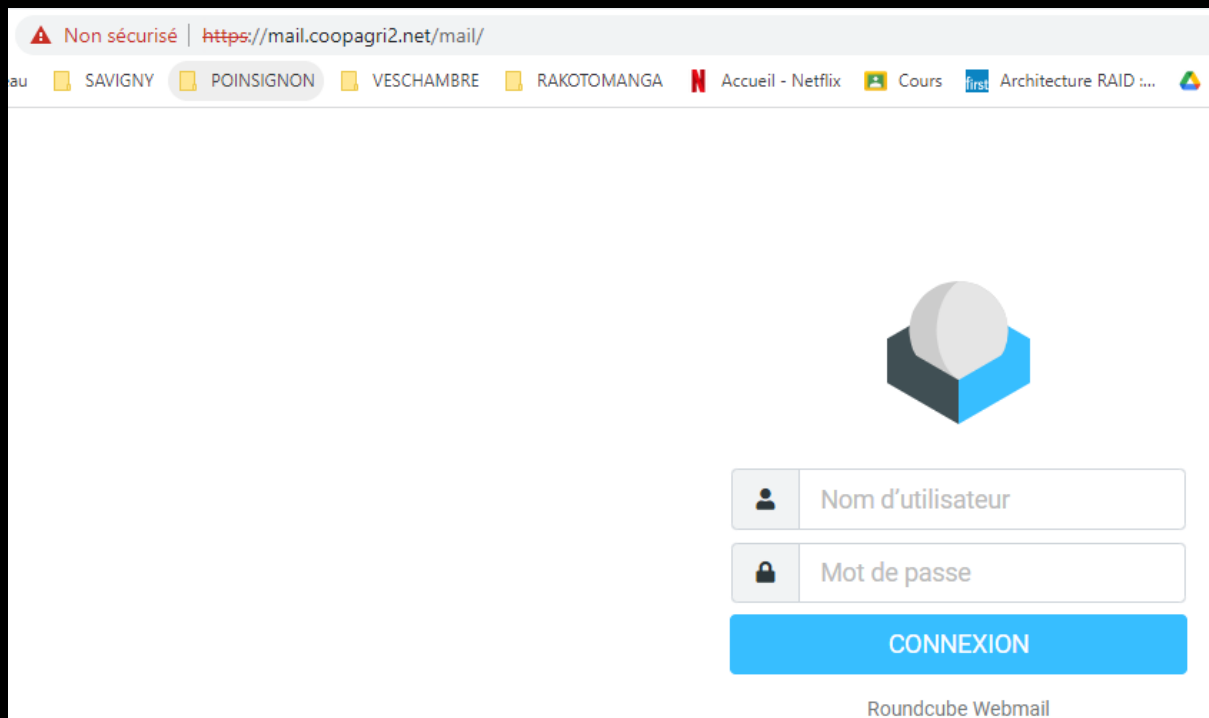 Non sécurisé | https://mail.coopagri2.net/mail/
au SAVIGNY POINSIGNON VESCHAMBRE RAKOTOMANGA N Accueil - Netflix Cours first Architecture RAID :...
Nom d’utilisateur
Mot de passe
CONNEXION
Roundcube Webmail